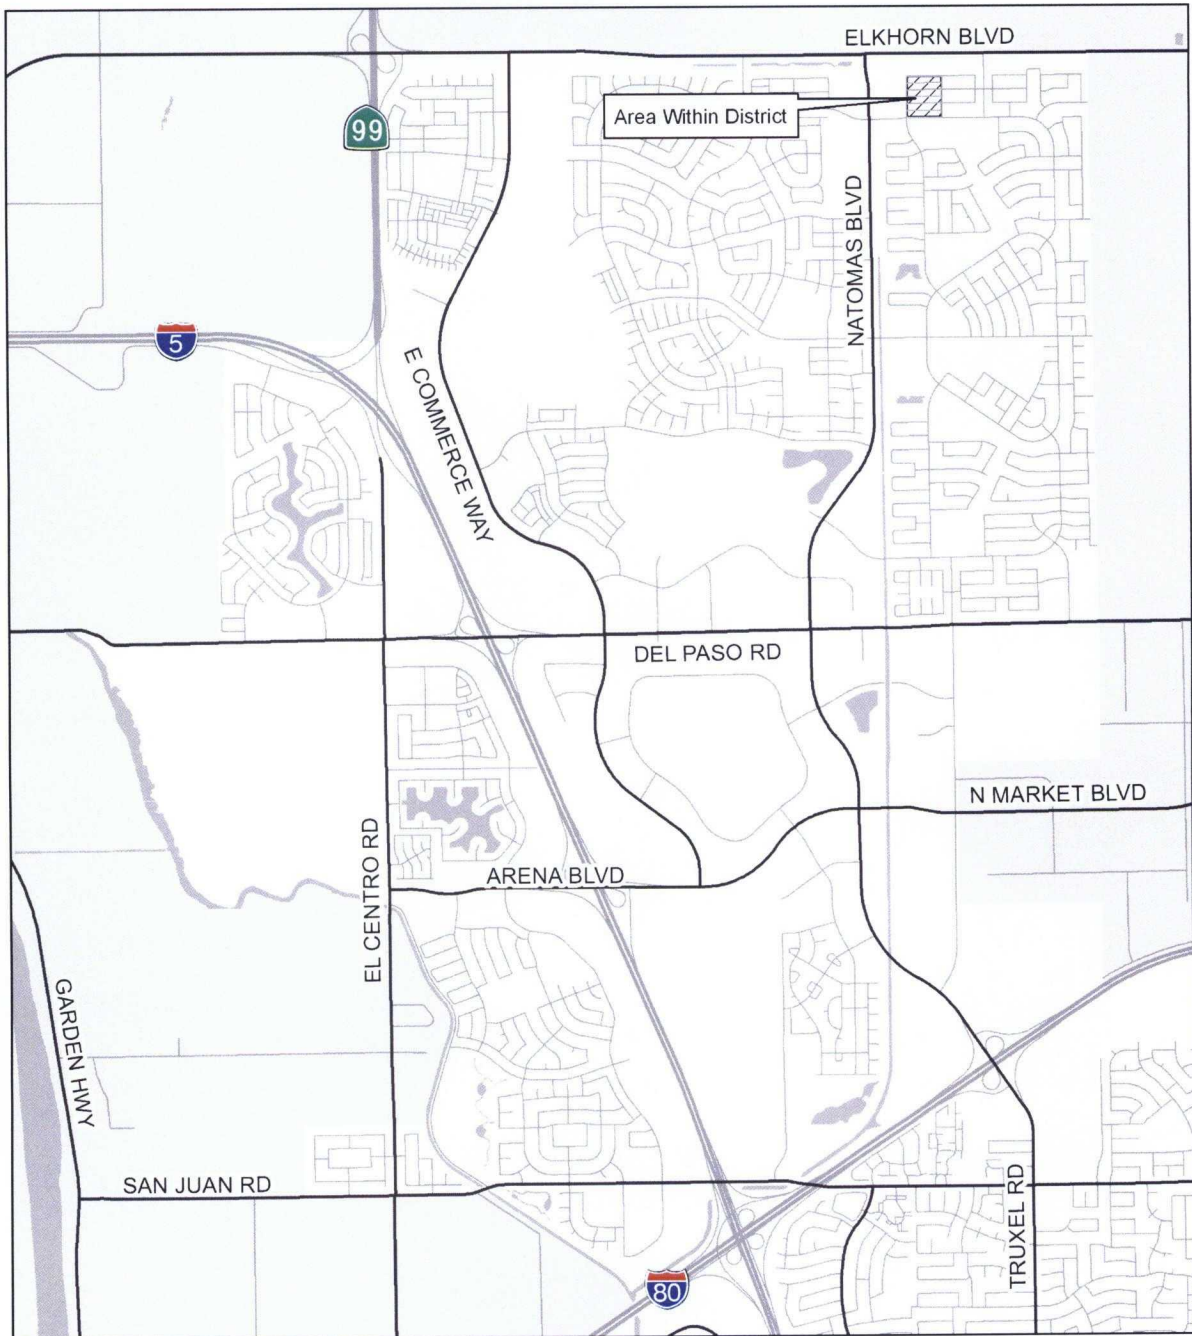 ELKHORN BLVD
Area Within District
99
NATOMAS BLVD
5
E COMMERCE WAY
DEL PASO RD
N MARKET BLVD
EL CENTRO RD
ARENA BLVD
GARDEN HWY
SAN JUAN RD
TRUXEL RD
80